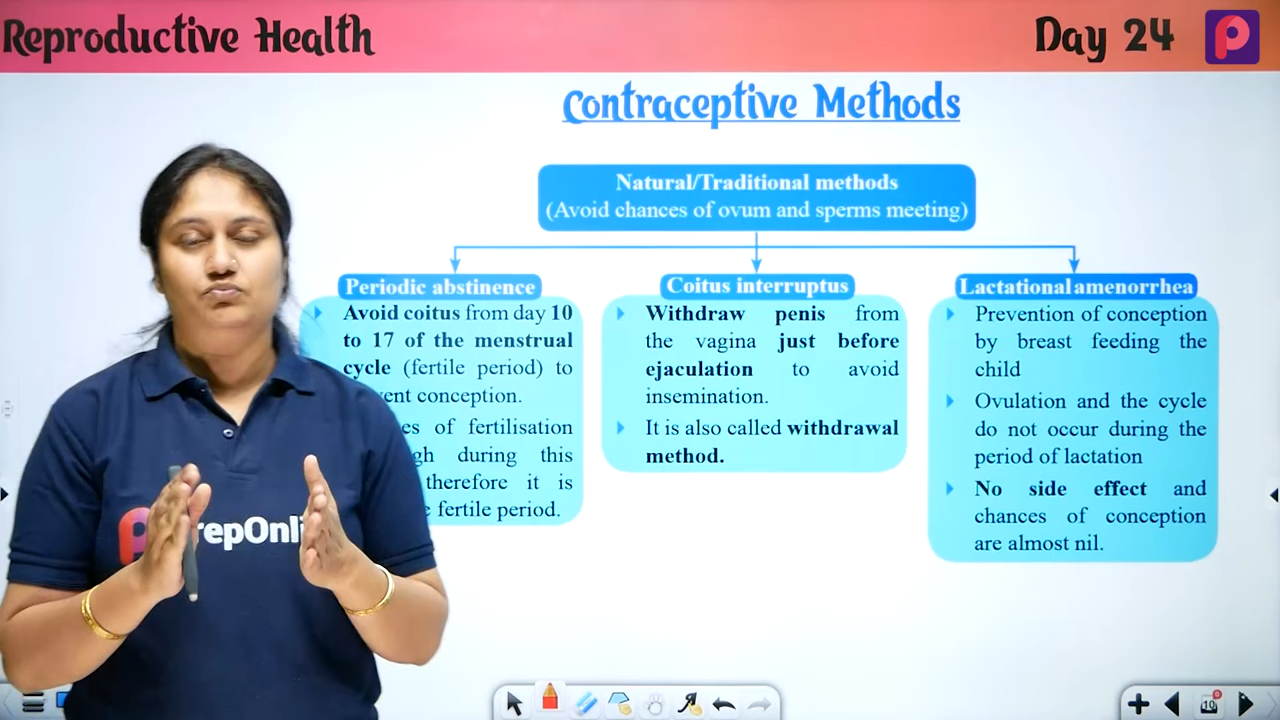 Reproductive Health
Day 24
Contraceptive Methods
Natural/Traditional methods
(Avoid chances of ovum and sperms meeting)
Periodic abstinence
Avoid coitus from day 10
to 17 of the menstrual
cycle (fertile period) to
conception.
of fertilisation
during this
therefore it is
fertile period.
Coitus interruptus
Withdraw penis from
the vagina just before
ejaculation to avoid
insemination.
It is also called withdrawal
method.
Lactational amenorrhea
Prevention of conception
by breast feeding the
child
Ovulation and the cycle
do not occur during the
period of lactation
No side effect and
chances of conception
are almost nil.
10